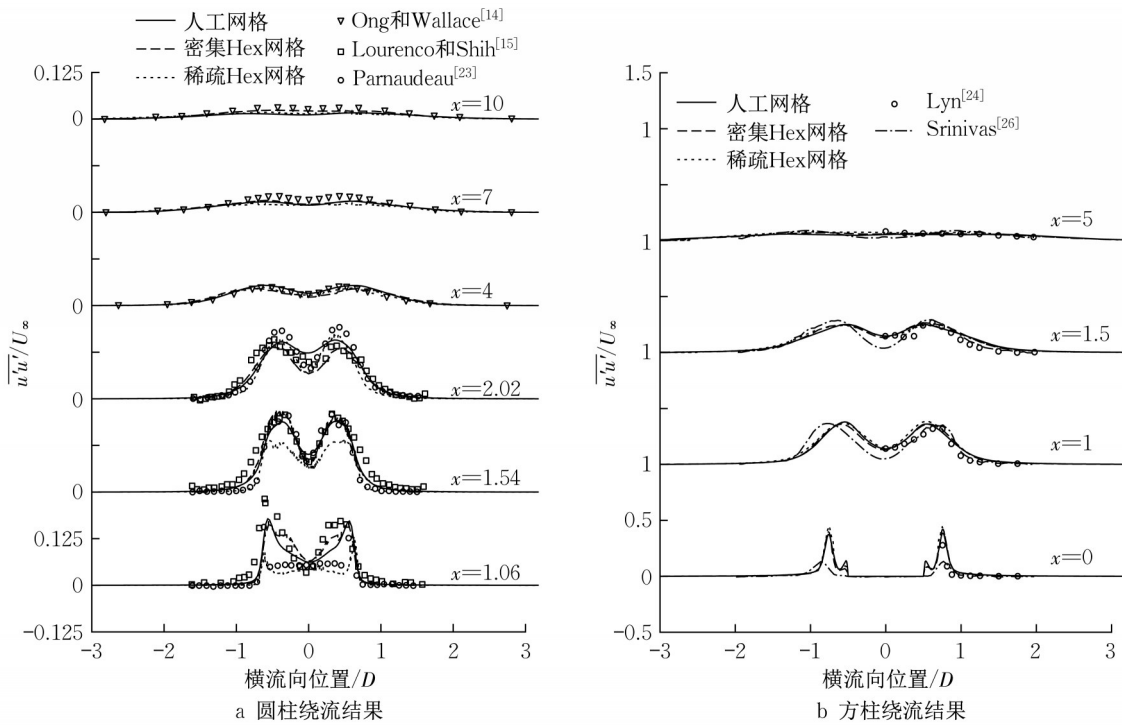 人工网格
密集Hex网格
稀疏Hex网格
Ong和Wallace[14]
Lourenco和Shih[15]
Parnaudeau[23]
0.125
x=10
0
x=7
0
x=4
0
x=2.02
0
x=1.54
0
0.125
x=1.06
0
-0.125
u'u'/U∞
-3
-2
-1
0
1
2
3
横流向位置/D
a 圆柱绕流结果
1.5
人工网格
密集Hex网格
稀疏Hex网格
Lyn[24]
Srinivas[26]
1
x=5
1
x=1.5
1
x=1
1
0.5
x=0
0
-0.5
u'u'/U∞
-3
-2
-1
0
1
2
3
横流向位置/D
b 方柱绕流结果